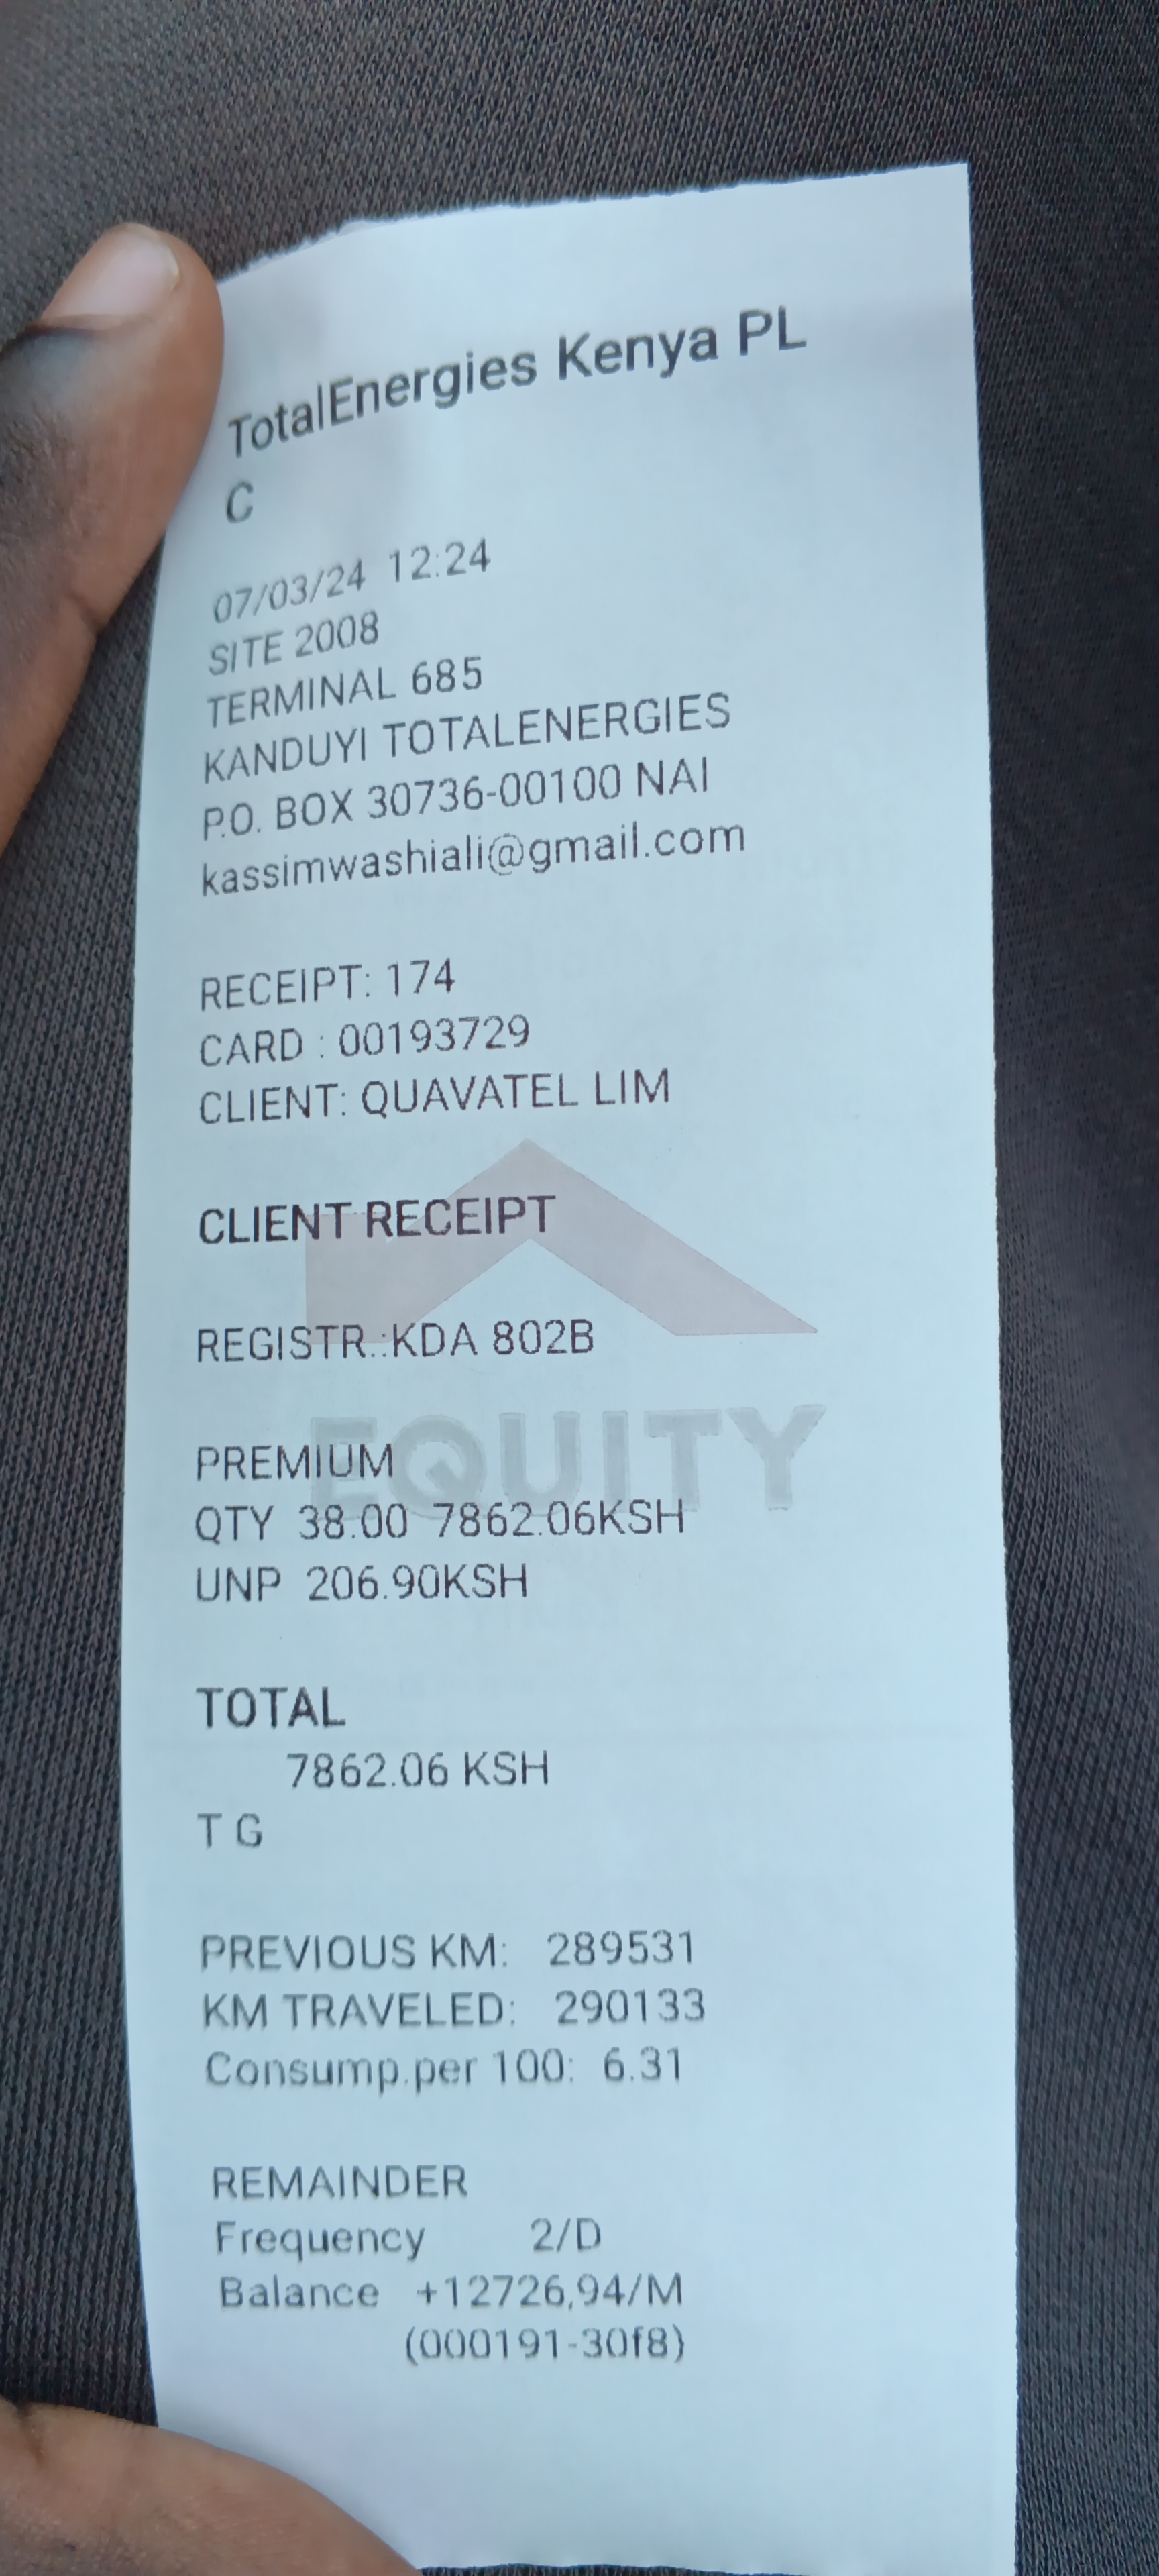 TotalEnergies Kenya PL
C
07/03/24 12:24
SITE 2008
TERMINAL 685
KANDUYI TOTALENERGIES
P.O. BOX 30736-00100 NAI
kassimwashiali@gmail.com
RECEIPT: 174
CARD : 00193729
CLIENT: QUAVATEL LIM
CLIENT RECEIPT
REGISTR.:KDA 802B
EQUITY
PREMIUM
QTY 38.00 7862.06KSH
UNP 206.90KSH
TOTAL
7862.06 KSH
T G
PREVIOUS KM: 289531
KM TRAVELED: 290133
Consump.per 100: 6.31
REMAINDER
Frequency 2/D
Balance +12726,94/M
(000191-30f8)